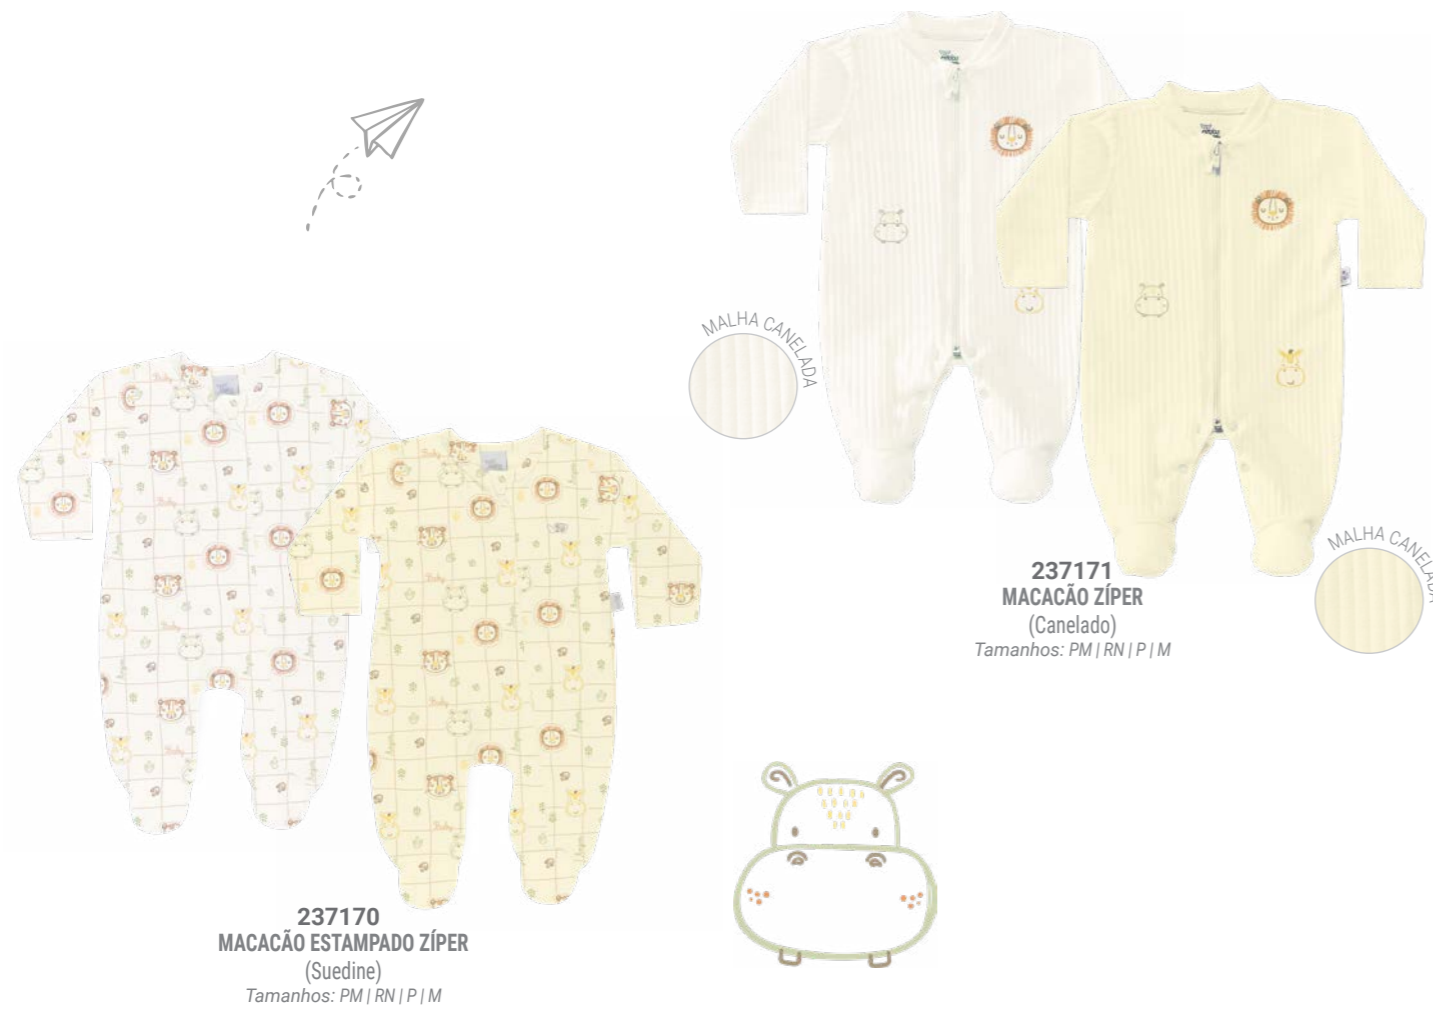 MALHA CANELADA
237171
MACACÃO ZÍPER
(Canelado)
Tamanhos: PM | RN | P | M
MALHA CANELADA
237170
MACACÃO ESTAMPADO ZÍPER
(Suedine)
Tamanhos: PM | RN | P | M